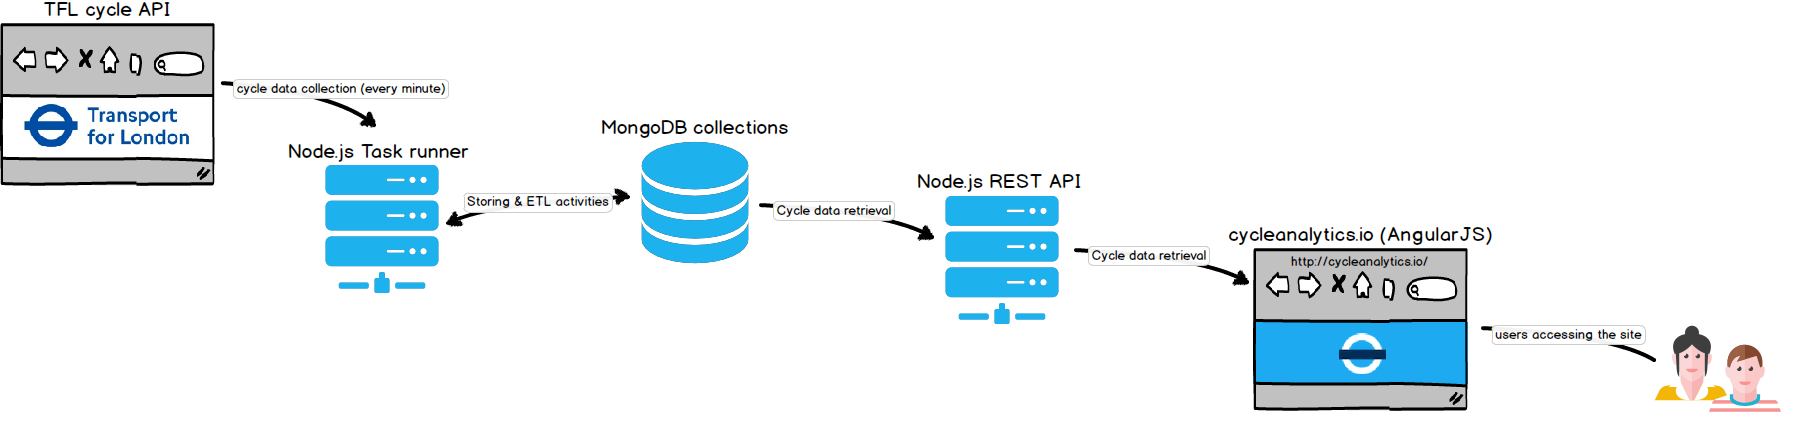 TFL cycle API
Transport
for London
cycle data collection (every minute)
Node.js Task runner
Storing & ETL activities
MongoDB collections
Cycle data retrieval
Node.js REST API
Cycle data retrieval
cycleanalytics.io (AngularJS)
http://cycleanalytics.io/
users accessing the site